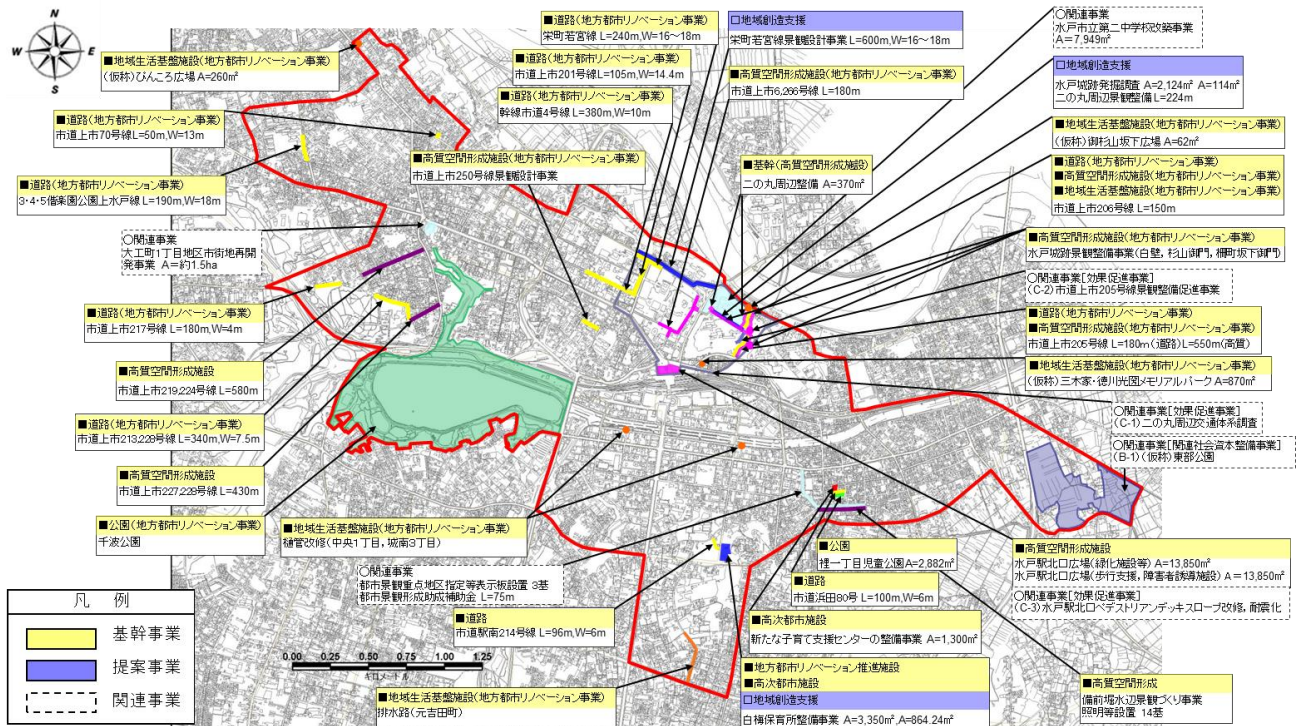 N
W
E
S
■地域生活基盤施設(地方都市リノベーション事業)
(仮称)びんころ広場 A=260m²
■道路(地方都市リノベーション事業)
市道上市70号線L=50m,W=13m
■道路(地方都市リノベーション事業)
3・4・5偕楽園公園上水戸線 L=190m,W=18m
○関連事業
大工町1丁目地区市街地再開
発事業 A=約1.5ha
■道路(地方都市リノベーション事業)
市道上市217号線 L=180m,W=4m
■高質空間形成施設
市道上市219,224号線 L=580m
■道路(地方都市リノベーション事業)
市道上市213,228号線 L=340m,W=7.5m
■高質空間形成施設
市道上市227,228号線 L=430m
■公園(地方都市リノベーション事業)
千波公園
■道路(地方都市リノベーション事業)
栄町若宮線 L=240m,W=16～18m
■道路(地方都市リノベーション事業)
市道上市201号線L=105m,W=14.4m
■道路(地方都市リノベーション事業)
幹線市道4号線 L=380m,W=10m
■高質空間形成施設(地方都市リノベーション事業)
市道上市250号線景観設計事業
□地域創造支援
栄町若宮線景観設計事業 L=600m,W=16～18m
■高質空間形成施設(地方都市リノベーション事業)
市道上市6,266号線 L=180m
■基幹(高質空間形成施設)
二の丸周辺整備 A=370m²
○関連事業
水戸市立第二中学校改築事業
A=7,949m²
□地域創造支援
水戸城跡発掘調査 A=2,124m² A=114m²
二の丸周辺景観整備 L=224m
■地域生活基盤施設(地方都市リノベーション事業)
(仮称)御杉山坂下広場 A=62m²
■道路(地方都市リノベーション事業)
■高質空間形成施設(地方都市リノベーション事業)
■地域生活基盤施設(地方都市リノベーション事業)
市道上市206号線 L=150m
■高質空間形成施設(地方都市リノベーション事業)
水戸城跡景観整備事業(白壁,杉山御門,柵町坂下御門)
○関連事業[効果促進事業]
(C-2)市道上市205号線景観整備促進事業
■道路(地方都市リノベーション事業)
■高質空間形成施設(地方都市リノベーション事業)
市道上市205号線 L=180m(道路)L=550m(高質)
■地域生活基盤施設(地方都市リノベーション事業)
(仮称)三木家・徳川光圀メモリアルパーク A=870m²
○関連事業[効果促進事業]
(C-1)二の丸周辺交通体系調査
○関連事業[関連社会資本整備事業]
(B-1)(仮称)東部公園
■高質空間形成施設
水戸駅北口広場(緑化施設等) A=13,850m²
水戸駅北口広場(歩行支援,障害者誘導施設) A=13,850m²
○関連事業[効果促進事業]
(C-3)水戸駅北口ペデストリアンデッキスロープ改修,耐震化
■高質空間形成
備前堀水辺景観づくり事業
照明等設置 14基
■公園
裡一丁目児童公園A=2,882m²
■道路
市道浜田80号 L=100m,W=6m
■高次都市施設
新たな子育て支援センターの整備事業 A=1,300m²
■地方都市リノベーション推進施設
■高次都市施設
□地域創造支援
白梅保育所整備事業 A=3,350m²,A=864.24m²
■地域生活基盤施設(地方都市リノベーション事業)
樋管改修(中央1丁目,城南3丁目)
○関連事業
都市景観重点地区指定等表示板設置 3基
都市景観形成助成補助金 L=75m
■道路
市道駅南214号線 L=96m,W=6m
0.00 0.25 0.50 0.75 1.00 1.25
キロメートル
■地域生活基盤施設(地方都市リノベーション事業)
排水路(元吉田町)
凡 例
基幹事業
提案事業
関連事業